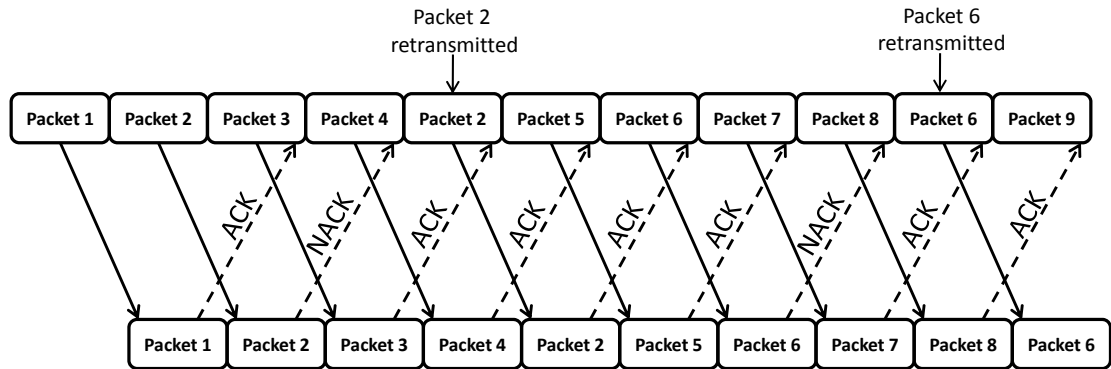 Packet 2
retransmitted
Packet 6
retransmitted
Packet 1 Packet 2 Packet 3 Packet 4 Packet 2 Packet 5 Packet 6 Packet 7 Packet 8 Packet 6 Packet 9
ACK NACK ACK ACK ACK ACK NACK ACK ACK
Packet 1 Packet 2 Packet 3 Packet 4 Packet 2 Packet 5 Packet 6 Packet 7 Packet 8 Packet 6